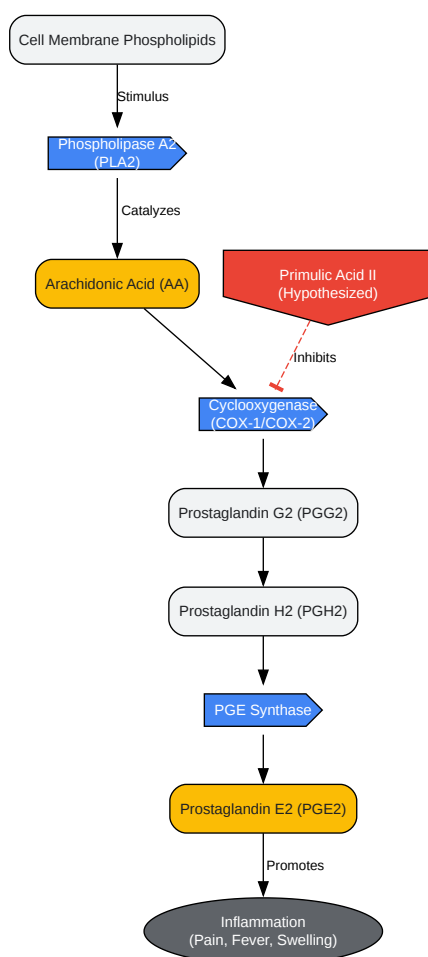 Cell Membrane Phospholipids
Stimulus
Phospholipase A2
(PLA2)
Catalyzes
Arachidonic Acid (AA)
Primulic Acid II
(Hypothesized)
Inhibits
Cyclooxygenase
(COX-1/COX-2)
Prostaglandin G2 (PGG2)
Prostaglandin H2 (PGH2)
PGE Synthase
Prostaglandin E2 (PGE2)
Promotes
Inflammation
(Pain, Fever, Swelling)